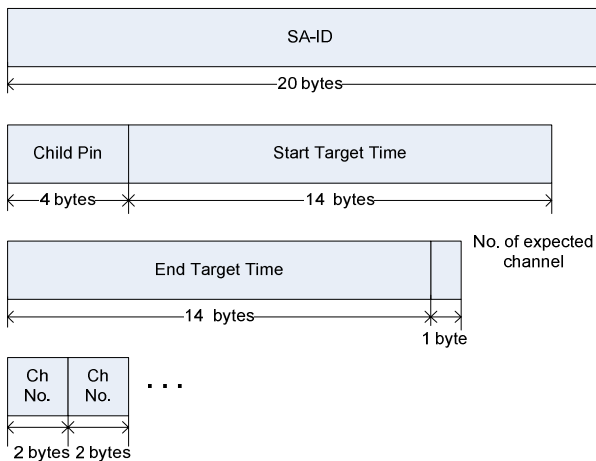 SA-ID
20 bytes
Child Pin
Start Target Time
4 bytes
14 bytes
End Target Time
No. of expected
channel
14 bytes
1 byte
Ch
No.
Ch
No.
. . .
2 bytes
2 bytes